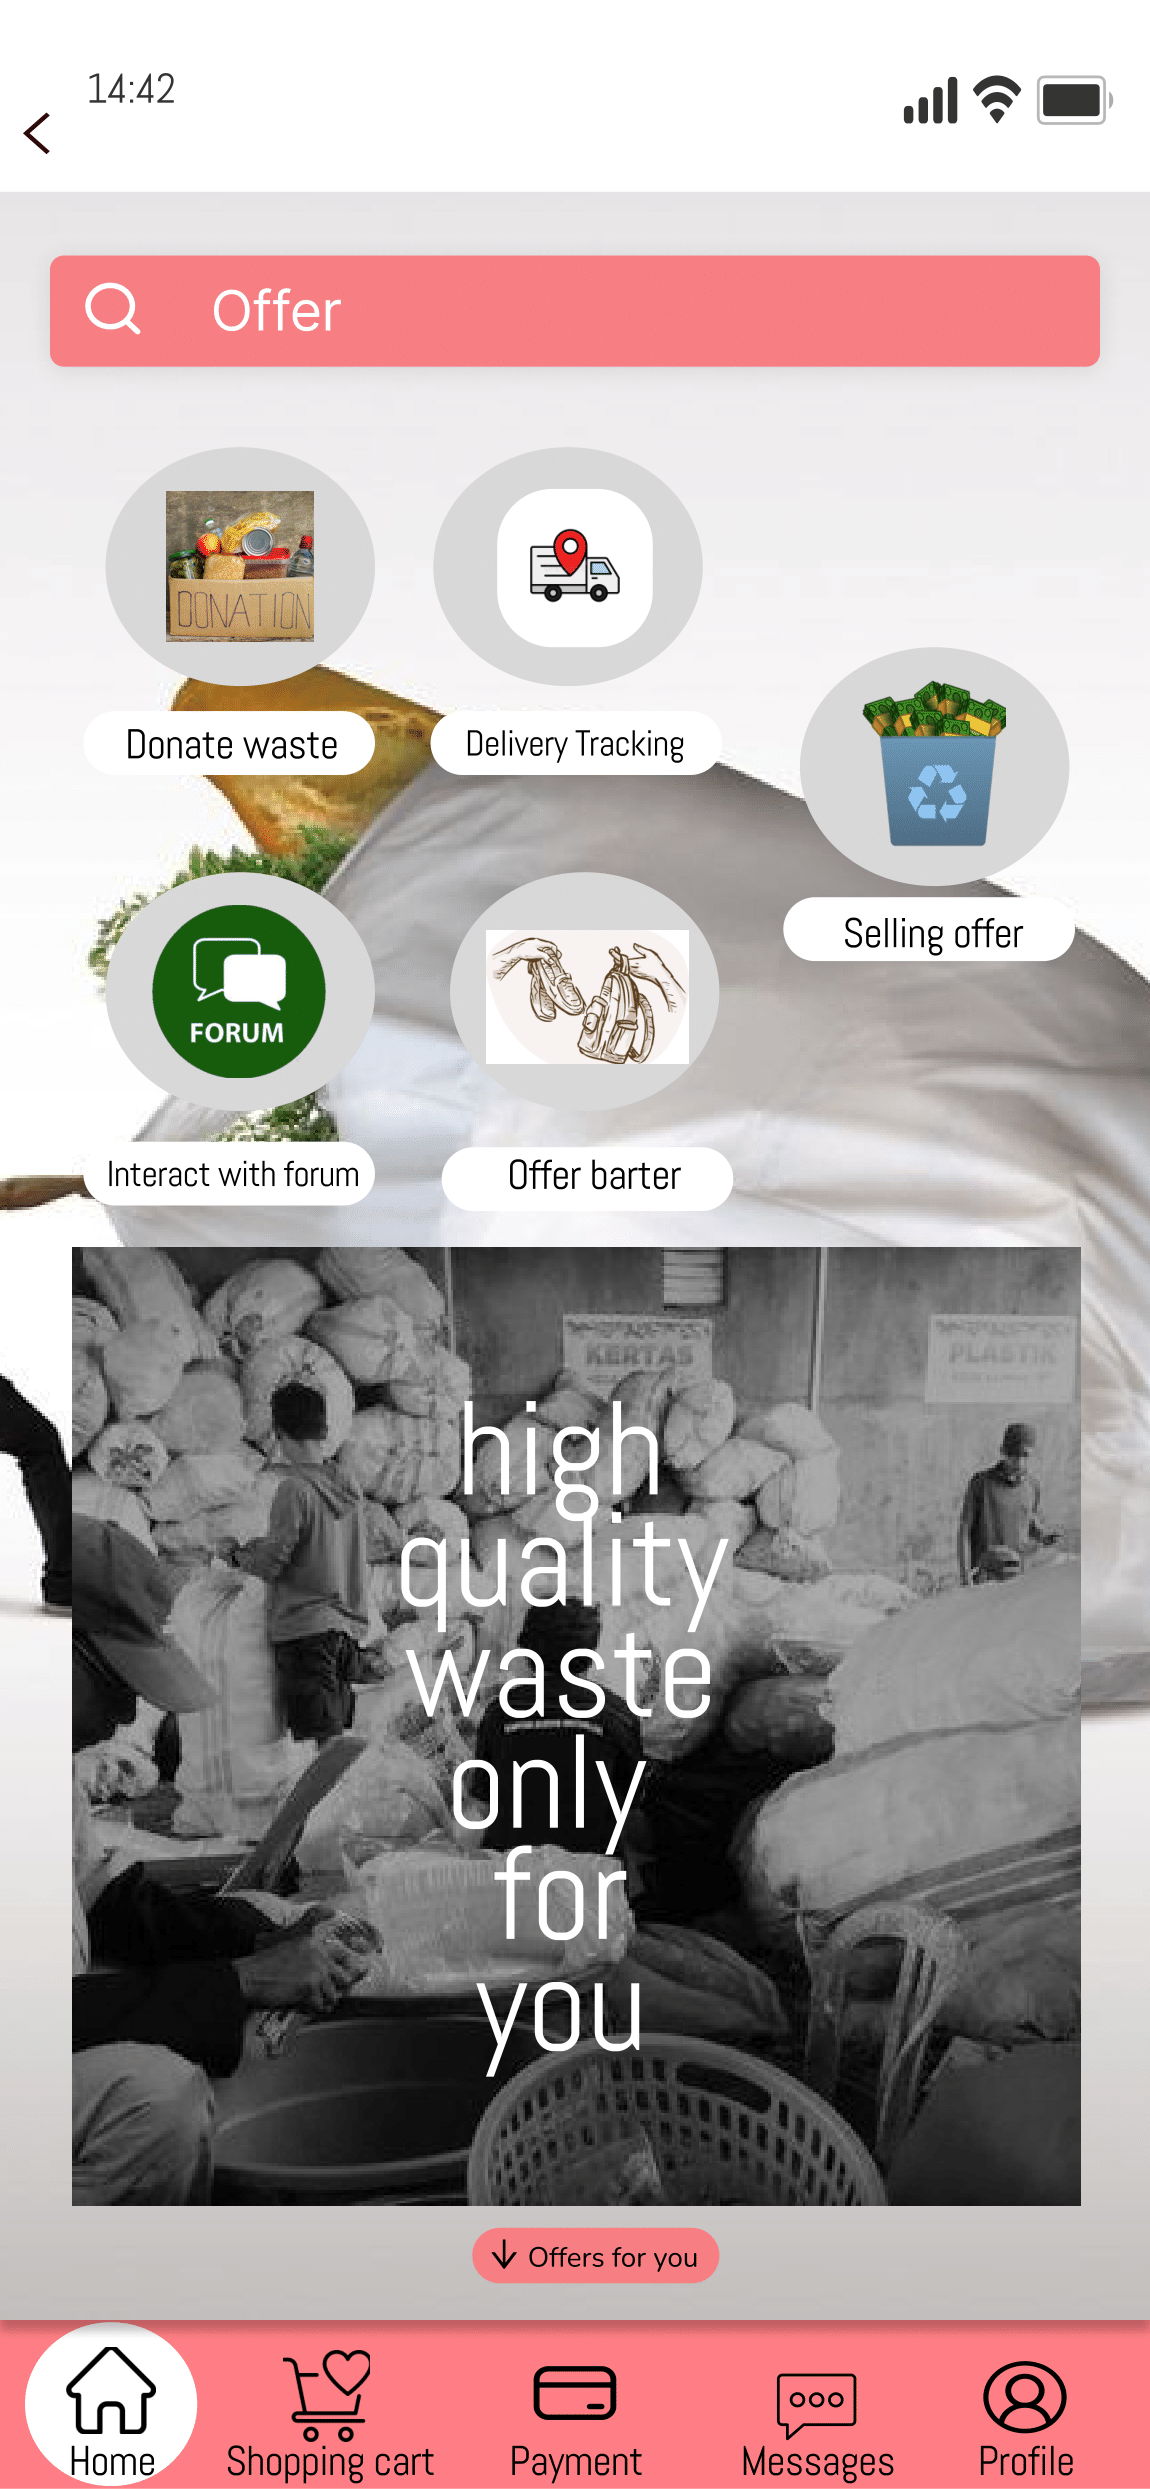 14:42
Offer
DONATION
Donate waste
Delivery Tracking
Selling offer
FORUM
Interact with forum
Offer barter
KERTAS
PLASTIK
high
quality
waste
only
for
you
Offers for you
Home
Shopping cart
Payment
Messages
Profile